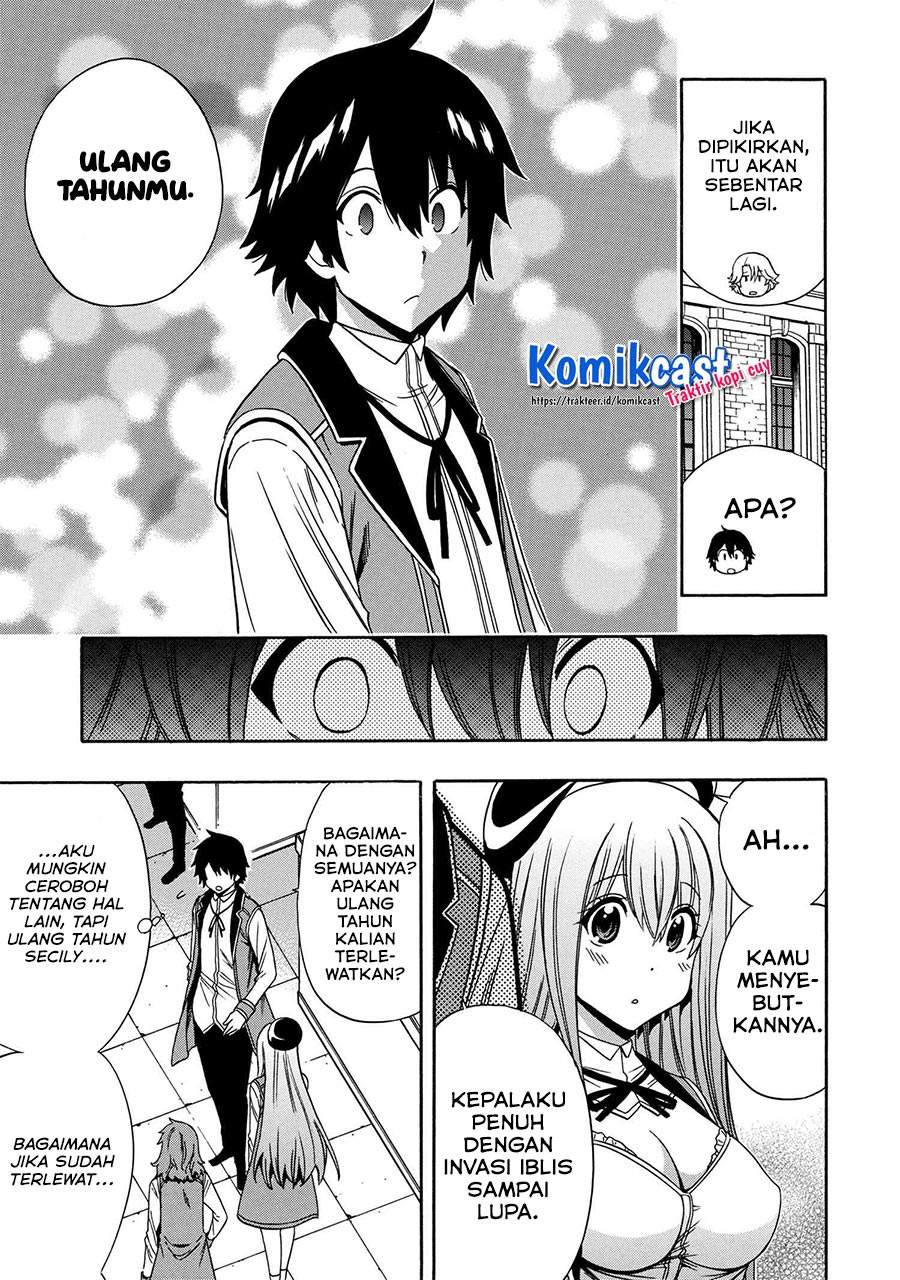 JIKA
DIPIKIRKAN,
ITU AKAN
SEBENTAR
LAGI.
Komikcast
https://trakteer.id/komikcast
Traktir kopi cuy
APA?
ULANG
TAHUNMU.
AH...
KAMU
MENYE-
BUT-
KANNYA.
KEPALAKU
PENUH
DENGAN
INVASI IBLIS
SAMPAI
LUPA.
BAGAIMA-
NA DENGAN
SEMUANYA?
APAKAN
ULANG
TAHUN
KALIAN
TERLE-
WATKAN?
...AKU
MUNGKIN
CEROBOH
TENTANG HAL
LAIN, TAPI
ULANG TAHUN
SECILY....
BAGAIMANA
JIKA SUDAH
TERLEWAT...